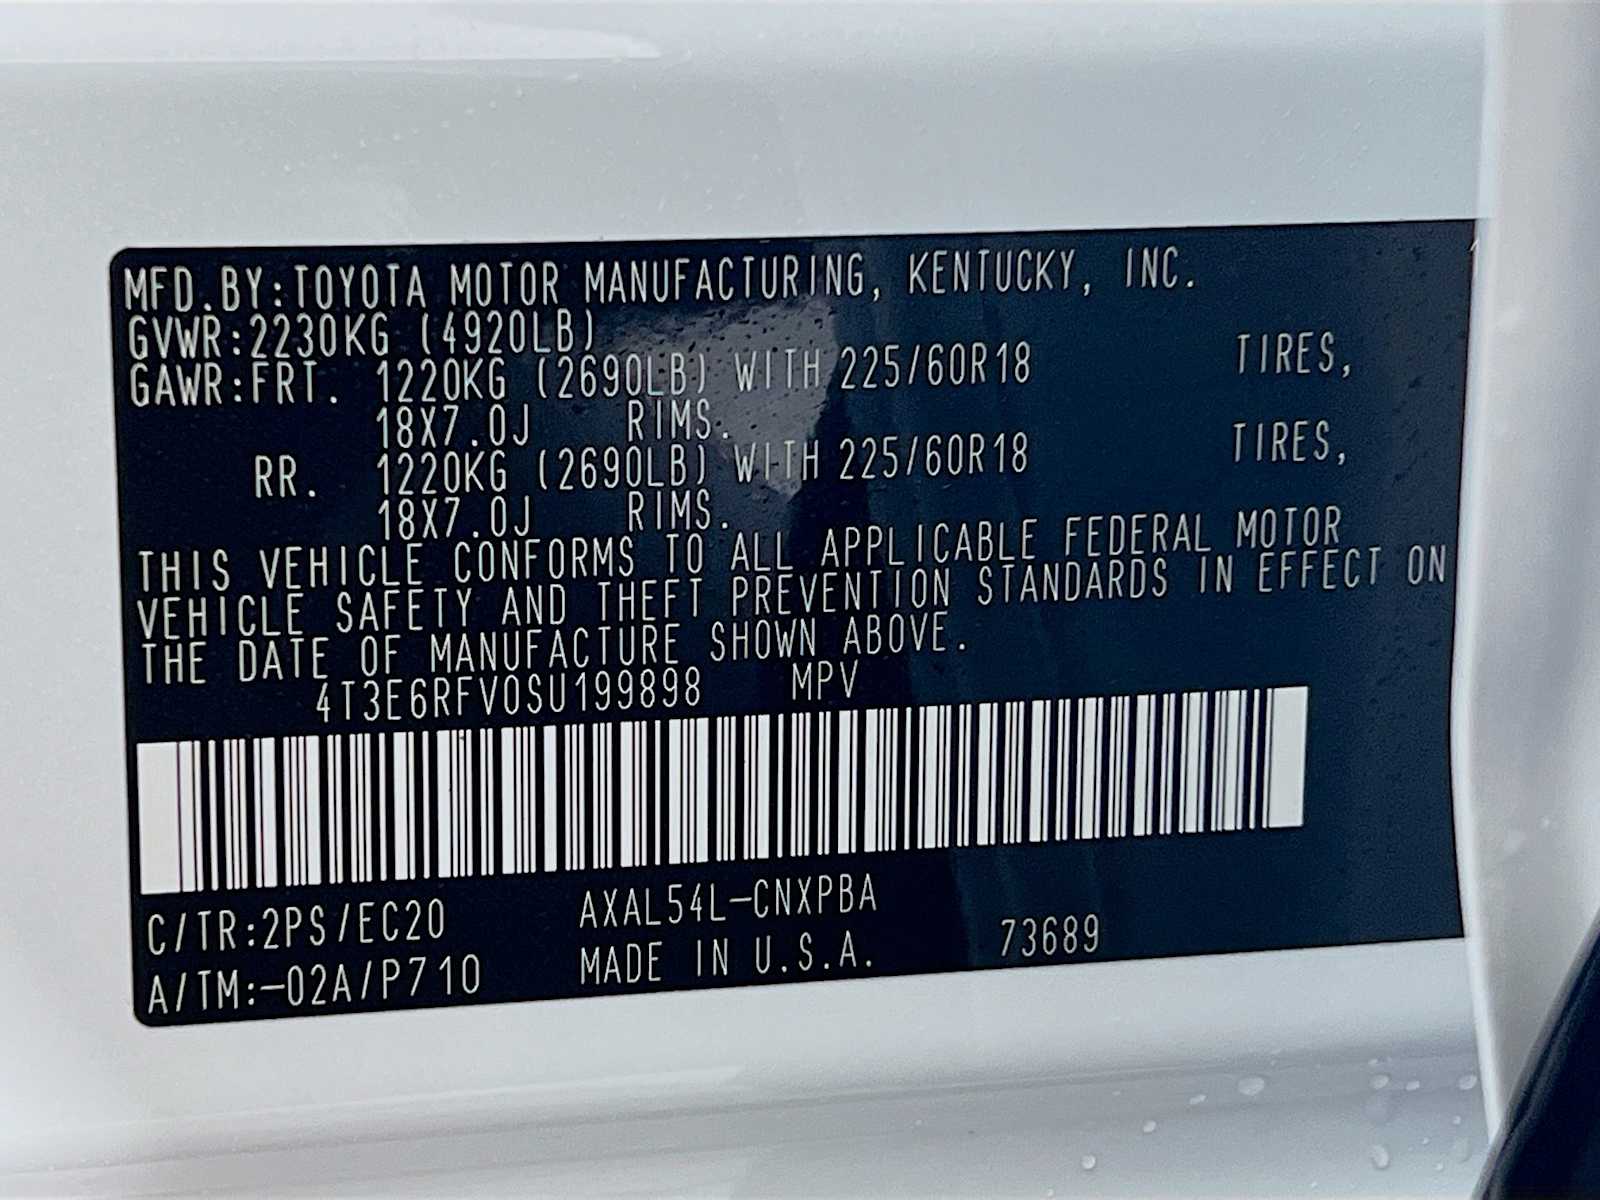 MFD.BY:TOYOTA MOTOR MANUFACTURING, KENTUCKY, INC.
GVWR:2230KG (4920LB)
GAWR:FRT. 1220KG (2690LB) WITH 225/60R18 TIRES,
18X7.0J RIMS.
RR. 1220KG (2690LB) WITH 225/60R18 TIRES,
18X7.0J RIMS.
THIS VEHICLE CONFORMS TO ALL APPLICABLE FEDERAL MOTOR
VEHICLE SAFETY AND THEFT PREVENTION STANDARDS IN EFFECT ON
THE DATE OF MANUFACTURE SHOWN ABOVE.
4T3E6RFV0SU199898 MPV
C/TR:2PS/EC20 AXAL54L-CNXPBA
A/TM:-02A/P710 MADE IN U.S.A. 73689